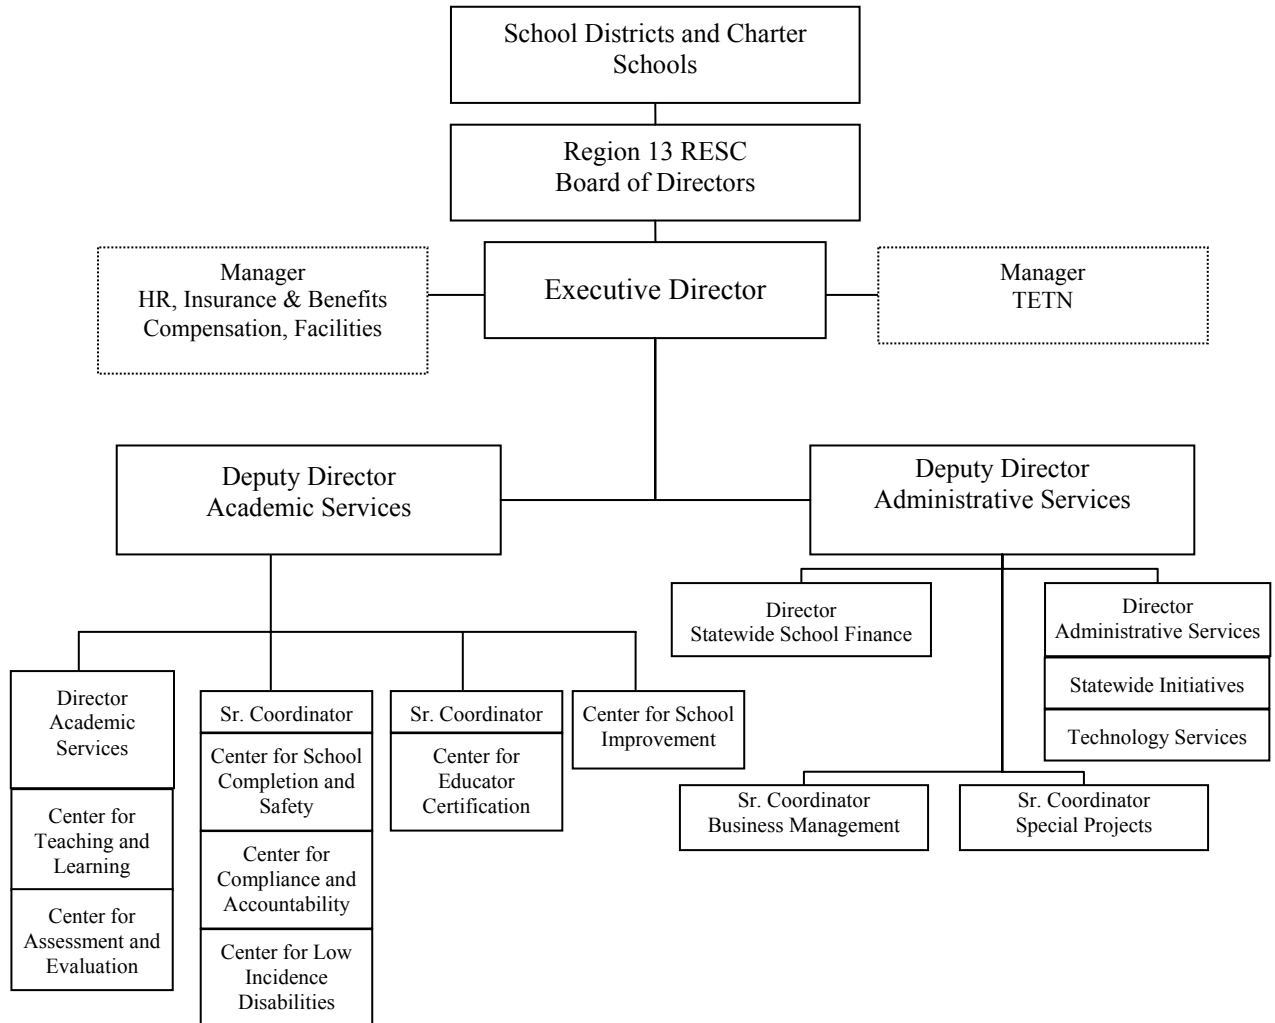 School Districts and Charter
Schools
Region 13 RESC
Board of Directors
Manager
HR, Insurance & Benefits
Compensation, Facilities
Executive Director
Manager
TETN
Deputy Director
Academic Services
Deputy Director
Administrative Services
Director
Academic
Services
Center for
Teaching and
Learning
Center for
Assessment and
Evaluation
Sr. Coordinator
Center for School
Completion and
Safety
Center for
Compliance and
Accountability
Center for Low
Incidence
Disabilities
Sr. Coordinator
Center for
Educator
Certification
Center for School
Improvement
Director
Statewide School Finance
Director
Administrative Services
Statewide Initiatives
Technology Services
Sr. Coordinator
Business Management
Sr. Coordinator
Special Projects